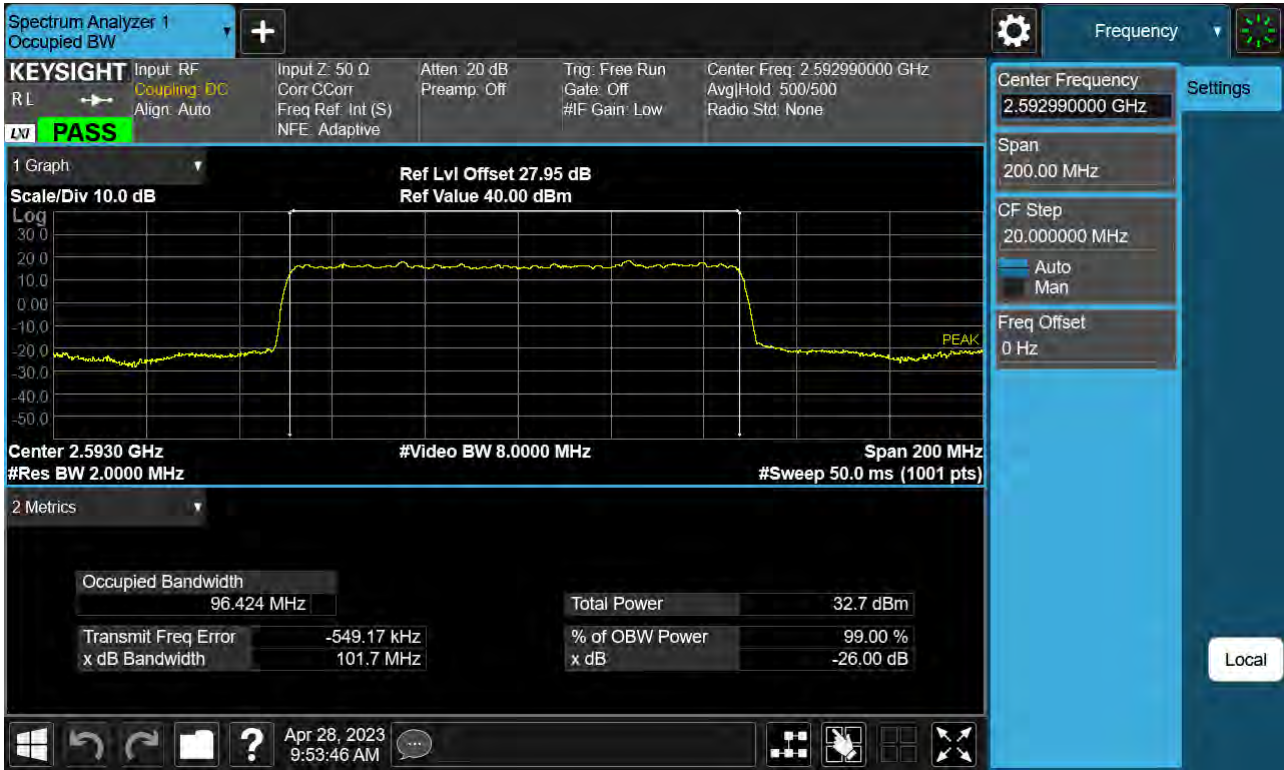 Spectrum Analyzer 1
Occupied BW
Frequency
KEYSIGHT
RL
LXI PASS
Input: RF
Coupling: DC
Align: Auto
Input Z: 50 Ω
Corr CCorr
Freq Ref: Int (S)
NFE: Adaptive
Atten: 20 dB
Preamp: Off
Trig: Free Run
Gate: Off
#IF Gain: Low
Center Freq: 2.592990000 GHz
Avg|Hold: 500/500
Radio Std: None
Center Frequency
2.592990000 GHz
Settings
Span
200.00 MHz
CF Step
20.000000 MHz
Auto
Man
Freq Offset
0 Hz
Local
1 Graph
Scale/Div 10.0 dB
Ref Lvl Offset 27.95 dB
Ref Value 40.00 dBm
Log
30.0
20.0
10.0
0.00
-10.0
-20.0
-30.0
-40.0
-50.0
PEAK
Center 2.5930 GHz
#Video BW 8.0000 MHz
Span 200 MHz
#Res BW 2.0000 MHz
#Sweep 50.0 ms (1001 pts)
2 Metrics
Occupied Bandwidth
96.424 MHz
Total Power 32.7 dBm
Transmit Freq Error -549.17 kHz
% of OBW Power 99.00 %
x dB Bandwidth 101.7 MHz
x dB -26.00 dB
?
Apr 28, 2023
9:53:46 AM